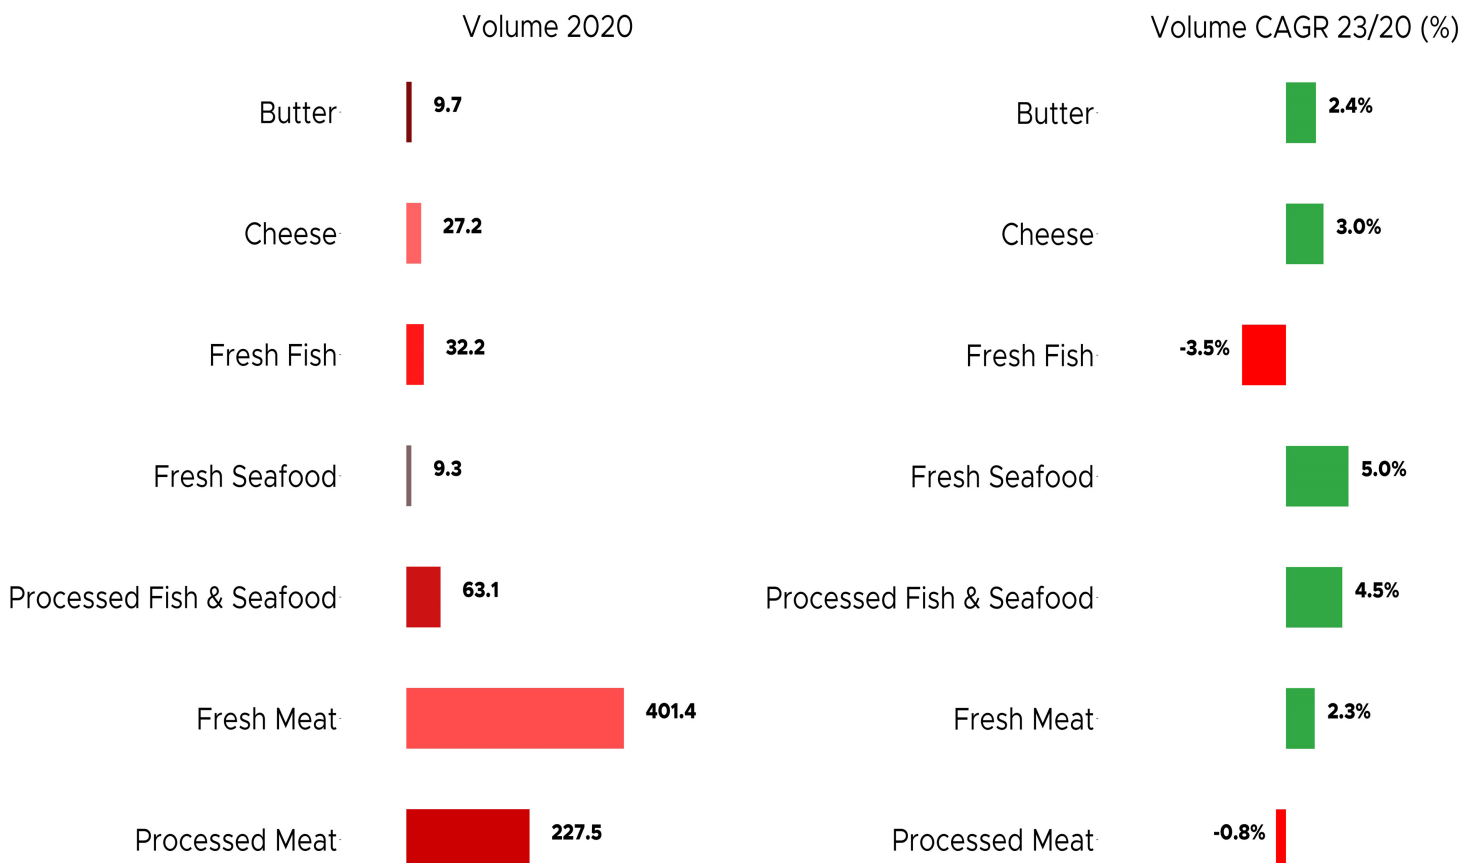 Volume 2020
Butter 9.7
Cheese 27.2
Fresh Fish 32.2
Fresh Seafood 9.3
Processed Fish & Seafood 63.1
Fresh Meat 401.4
Processed Meat 227.5
Volume CAGR 23/20 (%)
Butter 2.4%
Cheese 3.0%
Fresh Fish -3.5%
Fresh Seafood 5.0%
Processed Fish & Seafood 4.5%
Fresh Meat 2.3%
Processed Meat -0.8%